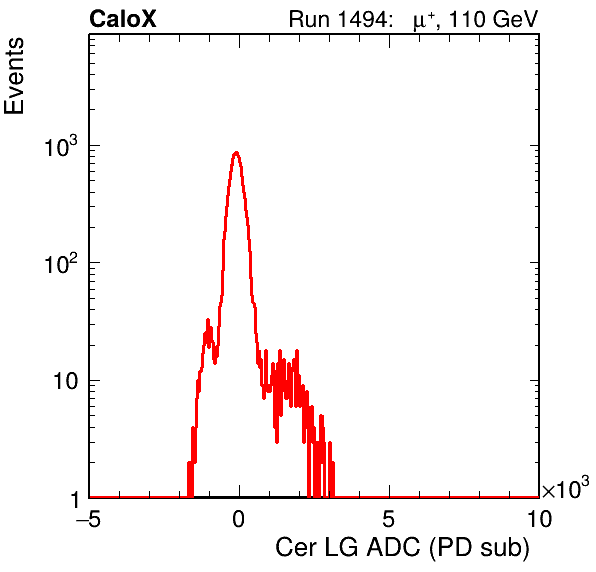 CaloX Run 1494: μ⁺, 110 GeV
Events
10³
10²
10
1
−5 0 5 10
×10³
Cer LG ADC (PD sub)